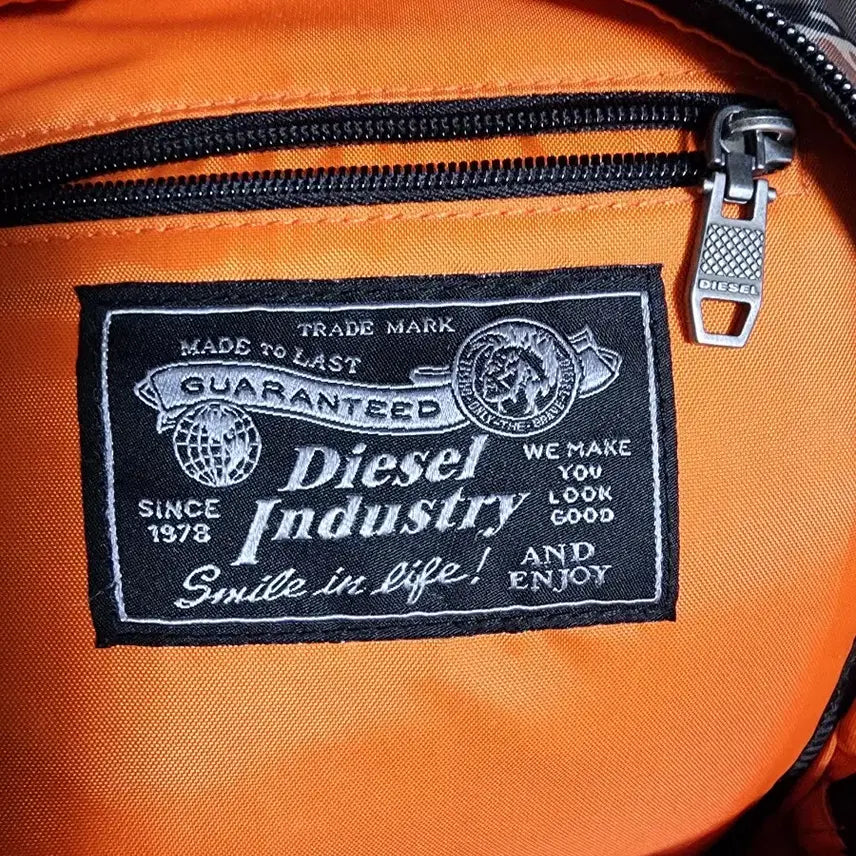 TRADE MARK
MADE TO LAST
GUARANTEED
ONLY-THE-BRAVE
Diesel
Industry
SINCE
1978
WE MAKE
YOU
LOOK
GOOD
AND
ENJOY
Smile in life!
DIESEL